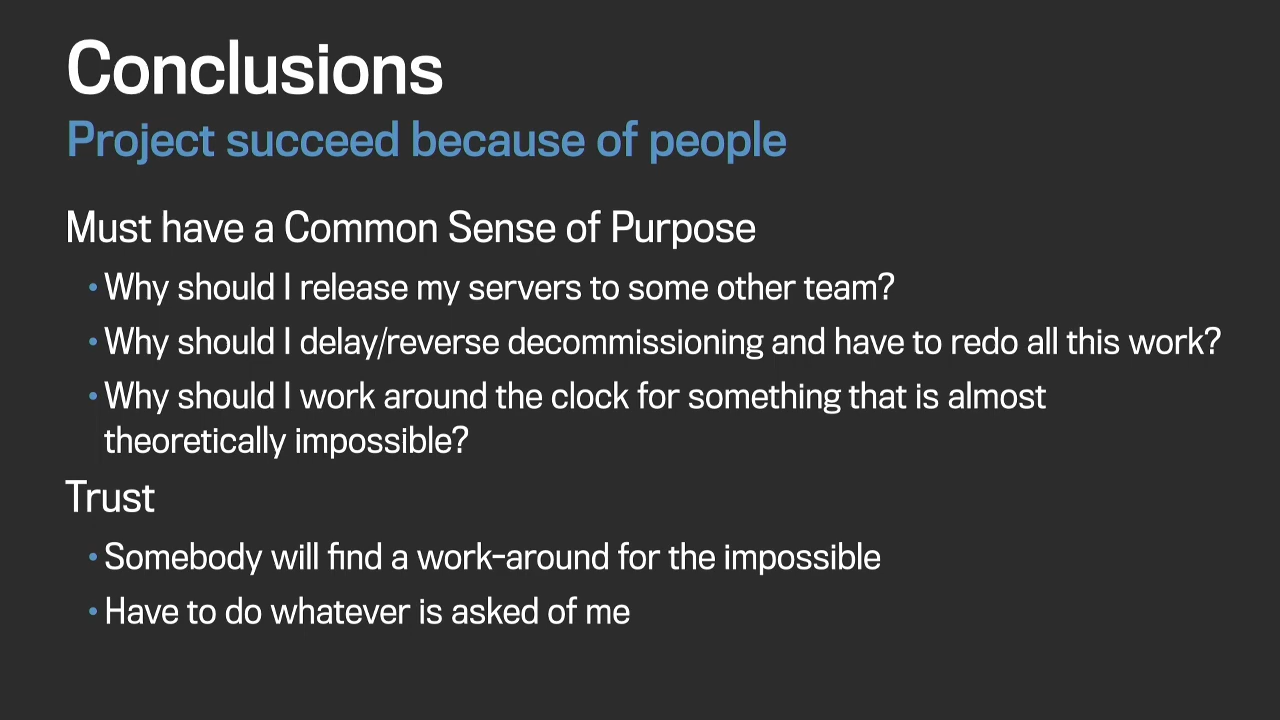 Conclusions
Project succeed because of people
Must have a Common Sense of Purpose
• Why should I release my servers to some other team?
• Why should I delay/reverse decommissioning and have to redo all this work?
• Why should I work around the clock for something that is almost
theoretically impossible?
Trust
• Somebody will find a work-around for the impossible
• Have to do whatever is asked of me